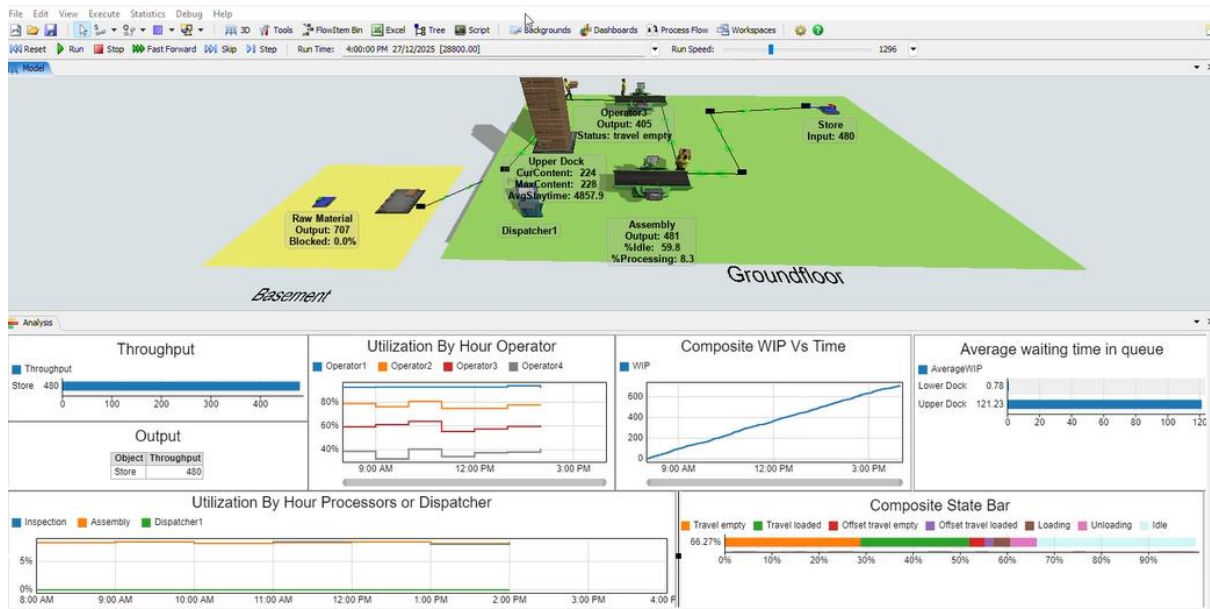 File Edit View Execute Statistics Debug Help
3D Tools FlowItem Bin Excel Tree Script Backgrounds Dashboards Process Flow Workspaces
Reset Run Stop Fast Forward Skip Step Run Time: 4:00:00 PM 27/12/2025 [28800.00] Run Speed: 1296
Model
Operator3
Output: 405
Status: travel empty
Store
Input: 480
Upper Dock
CurContent: 224
MaxContent: 228
AvgStaytime: 4857.9
Raw Material
Output: 707
Blocked: 0.0%
Dispatcher1
Assembly
Output: 481
%Idle: 59.8
%Processing: 8.3
Basement
Groundfloor
Analysis
Throughput
Throughput
Store 480
0 100 200 300 400
Output
Object Throughput
Store 480
Utilization By Hour Operator
Operator1 Operator2 Operator3 Operator4
80%
60%
40%
9:00 AM 12:00 PM 3:00 PM
Composite WIP Vs Time
WIP
600
400
200
0
9:00 AM 12:00 PM 3:00 PM
Average waiting time in queue
AverageWIP
Lower Dock 0.78
Upper Dock 121.23
0 20 40 60 80 100 120
Utilization By Hour Processors or Dispatcher
Inspection Assembly Dispatcher1
5%
0%
8:00 AM 9:00 AM 10:00 AM 11:00 AM 12:00 PM 1:00 PM 2:00 PM 3:00 PM
Composite State Bar
Travel empty Travel loaded Offset travel empty Offset travel loaded Loading Unloading Idle
66.27%
0% 10% 20% 30% 40% 50% 60% 70% 80% 90%